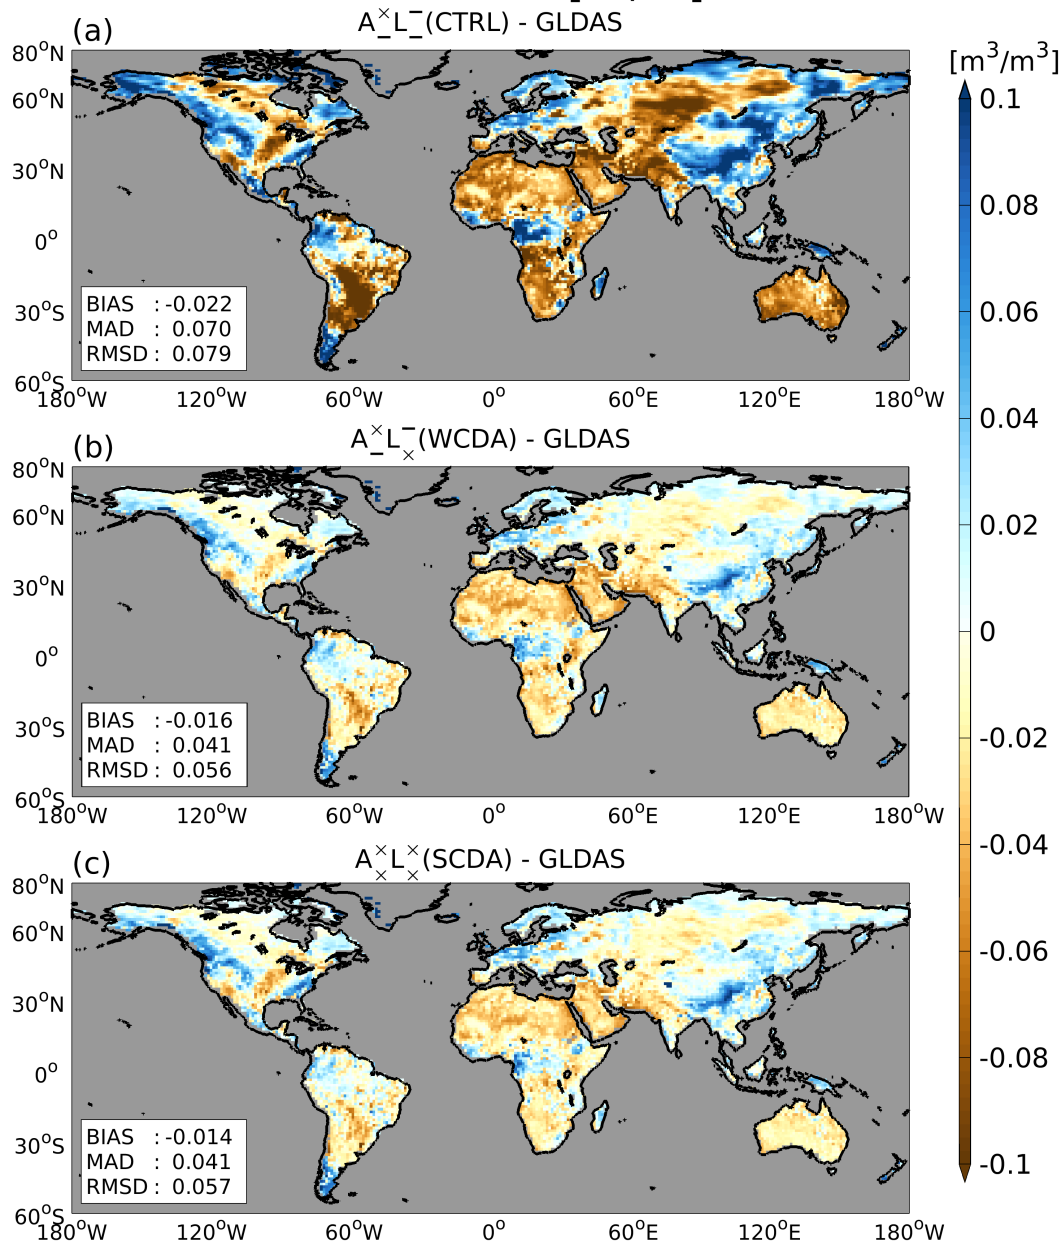 (a)
A×_L¯_(CTRL) - GLDAS
[m³/m³]
80°N
60°N
30°N
0°
30°S
60°S
BIAS : -0.022
MAD : 0.070
RMSD : 0.079
180°W 120°W 60°W 0° 60°E 120°E 180°W
(b)
A×_L¯×(WCDA) - GLDAS
80°N
60°N
30°N
0°
30°S
60°S
BIAS : -0.016
MAD : 0.041
RMSD : 0.056
180°W 120°W 60°W 0° 60°E 120°E 180°W
(c)
A××L××(SCDA) - GLDAS
80°N
60°N
30°N
0°
30°S
60°S
BIAS : -0.014
MAD : 0.041
RMSD : 0.057
180°W 120°W 60°W 0° 60°E 120°E 180°W
0.1
0.08
0.06
0.04
0.02
0
-0.02
-0.04
-0.06
-0.08
-0.1